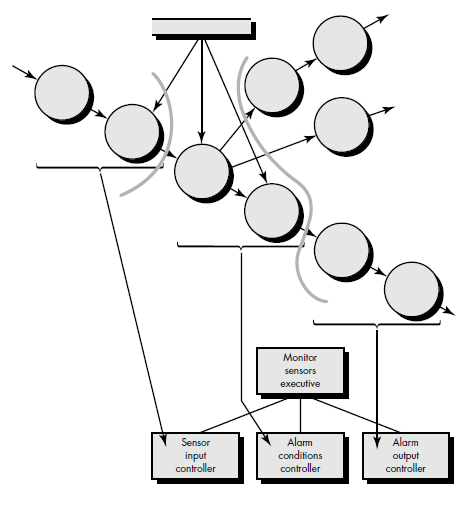 Monitor
sensors
executive
Sensor
input
controller
Alarm
conditions
controller
Alarm
output
controller